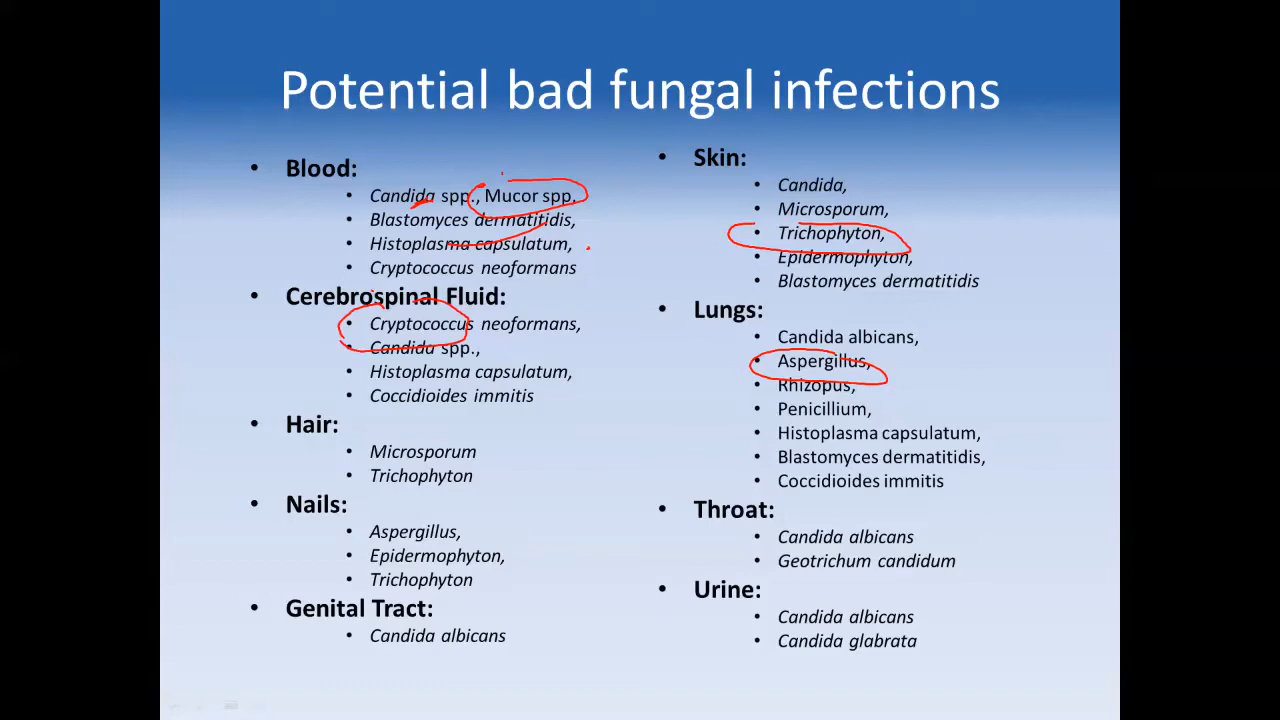 Potential bad fungal infections
• Blood:
• Candida spp., Mucor spp.
• Blastomyces dermatitidis,
• Histoplasma capsulatum,
• Cryptococcus neoformans
• Cerebrospinal Fluid:
• Cryptococcus neoformans,
• Candida spp.,
• Histoplasma capsulatum,
• Coccidioides immitis
• Hair:
• Microsporum
• Trichophyton
• Nails:
• Aspergillus,
• Epidermophyton,
• Trichophyton
• Genital Tract:
• Candida albicans
• Skin:
• Candida,
• Microsporum,
• Trichophyton,
• Epidermophyton,
• Blastomyces dermatitidis
• Lungs:
• Candida albicans,
• Aspergillus,
• Rhizopus,
• Penicillium,
• Histoplasma capsulatum,
• Blastomyces dermatitidis,
• Coccidioides immitis
• Throat:
• Candida albicans
• Geotrichum candidum
• Urine:
• Candida albicans
• Candida glabrata